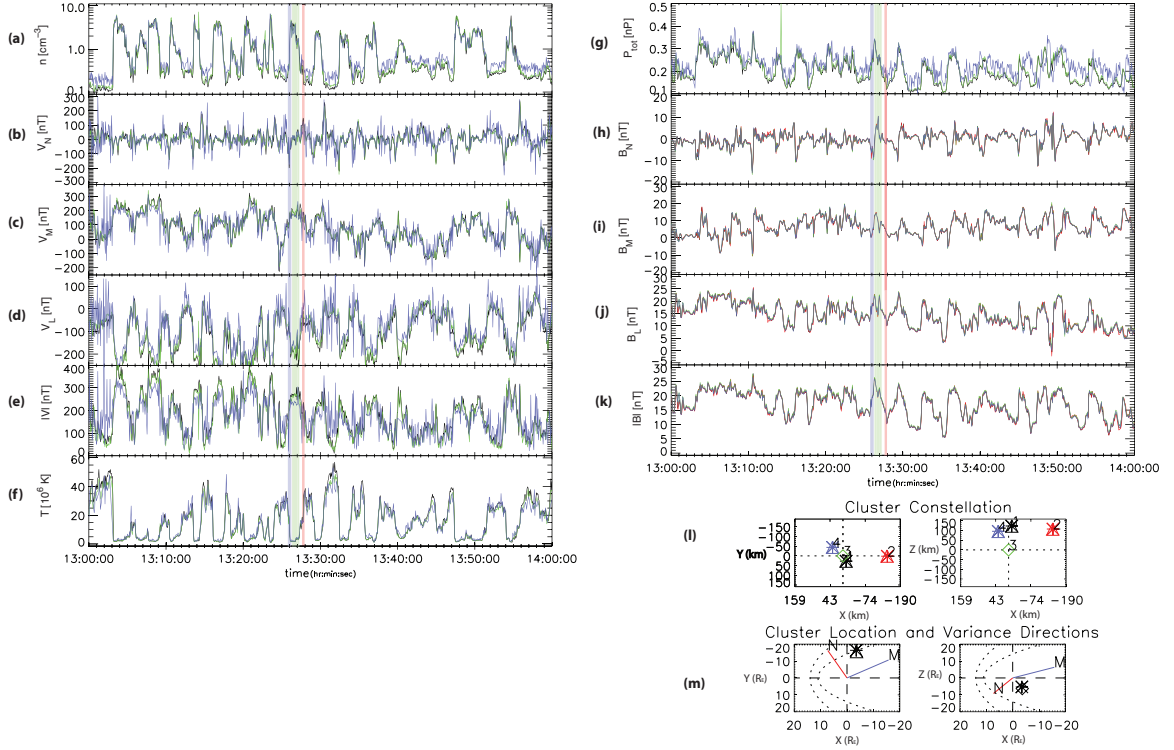 (a)
n [cm⁻³]
10.0
1.0
0.1
(b)
V_N [nT]
300
200
100
0
−100
−200
−300
(c)
V_M [nT]
300
200
100
0
−100
−200
(d)
V_L [nT]
100
0
−100
−200
(e)
|V| [nT]
400
300
200
100
0
(f)
T [10⁶ K]
60
40
20
0
13:00:00 13:10:00 13:20:00 13:30:00 13:40:00 13:50:00 14:00:00
time(hr:min:sec)
(g)
P_tot [nP]
0.5
0.4
0.3
0.2
0.1
(h)
B_N [nT]
20
10
0
−10
−20
(i)
B_M [nT]
20
10
0
−10
−20
(j)
B_L [nT]
30
25
20
15
10
5
0
−5
(k)
|B| [nT]
30
25
20
15
10
5
0
13:00:00 13:10:00 13:20:00 13:30:00 13:40:00 13:50:00 14:00:00
time(hr:min:sec)
Cluster Constellation
(l)
Y (km)
−150
−100
−50
0
50
100
150
4
3
2
159 43 −74 −190
X (km)
Z (km)
150
100
50
0
−50
−100
−150
4
3
2
159 43 −74 −190
X (km)
Cluster Location and Variance Directions
(m)
Y (R_E)
−20
−10
0
10
20
N
M
20 10 0 −10 −20
X (R_E)
Z (R_E)
20
10
0
−10
−20
N
M
20 10 0 −10 −20
X (R_E)